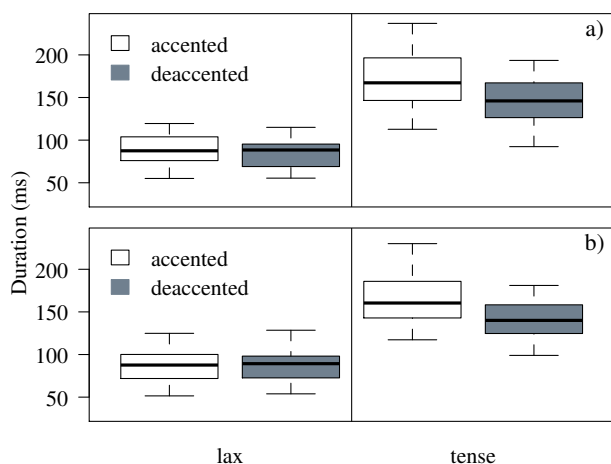 a)
accented
deaccented
200
150
100
50
Duration (ms)
b)
accented
deaccented
200
150
100
50
lax tense